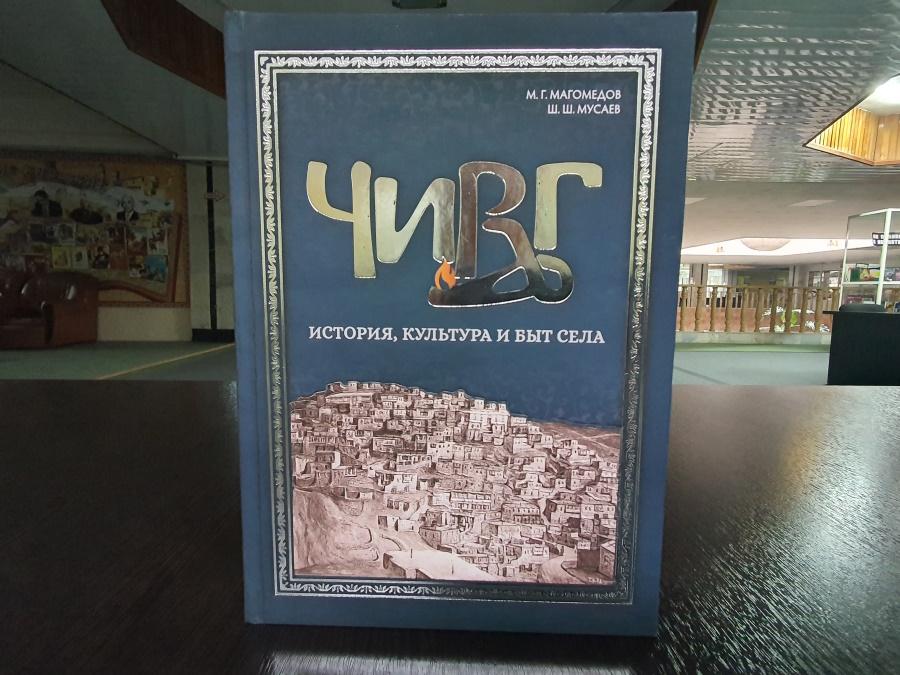 М. Г. МАГОМЕДОВ
Ш. Ш. МУСАЕВ
ЧИВГ
ИСТОРИЯ, КУЛЬТУРА И БЫТ СЕЛА